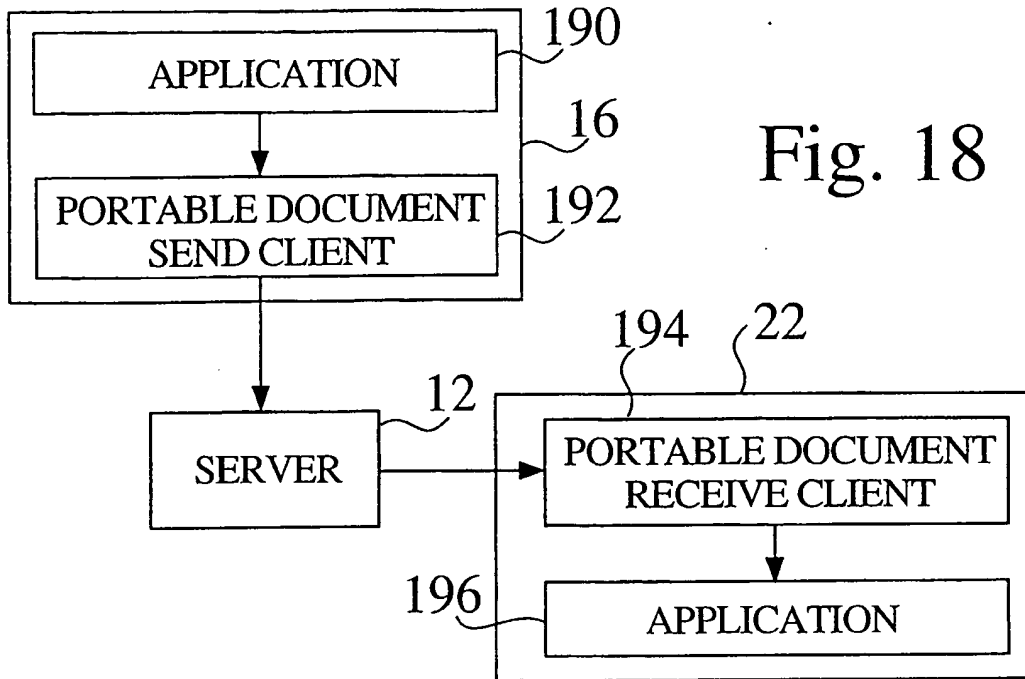 190
APPLICATION
16
Fig. 18
PORTABLE DOCUMENT
SEND CLIENT
192
194
22
12
SERVER
PORTABLE DOCUMENT
RECEIVE CLIENT
196
APPLICATION